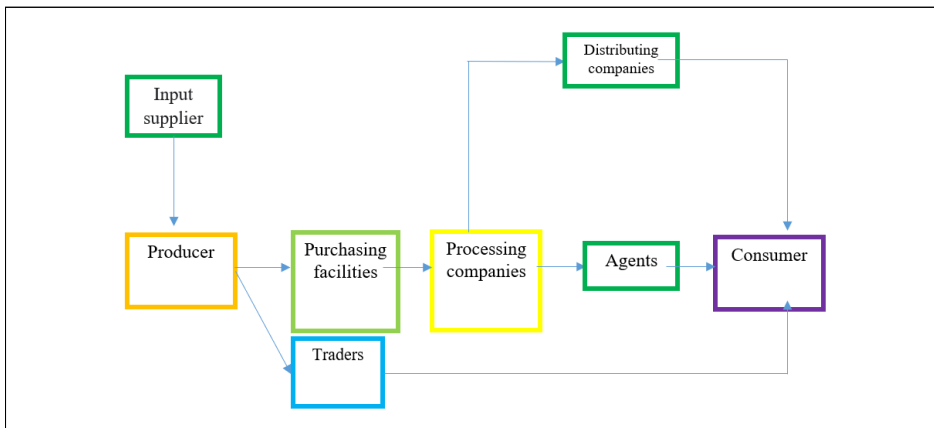 Distributing
companies
Input
supplier
Producer
Purchasing
facilities
Processing
companies
Agents
Consumer
Traders